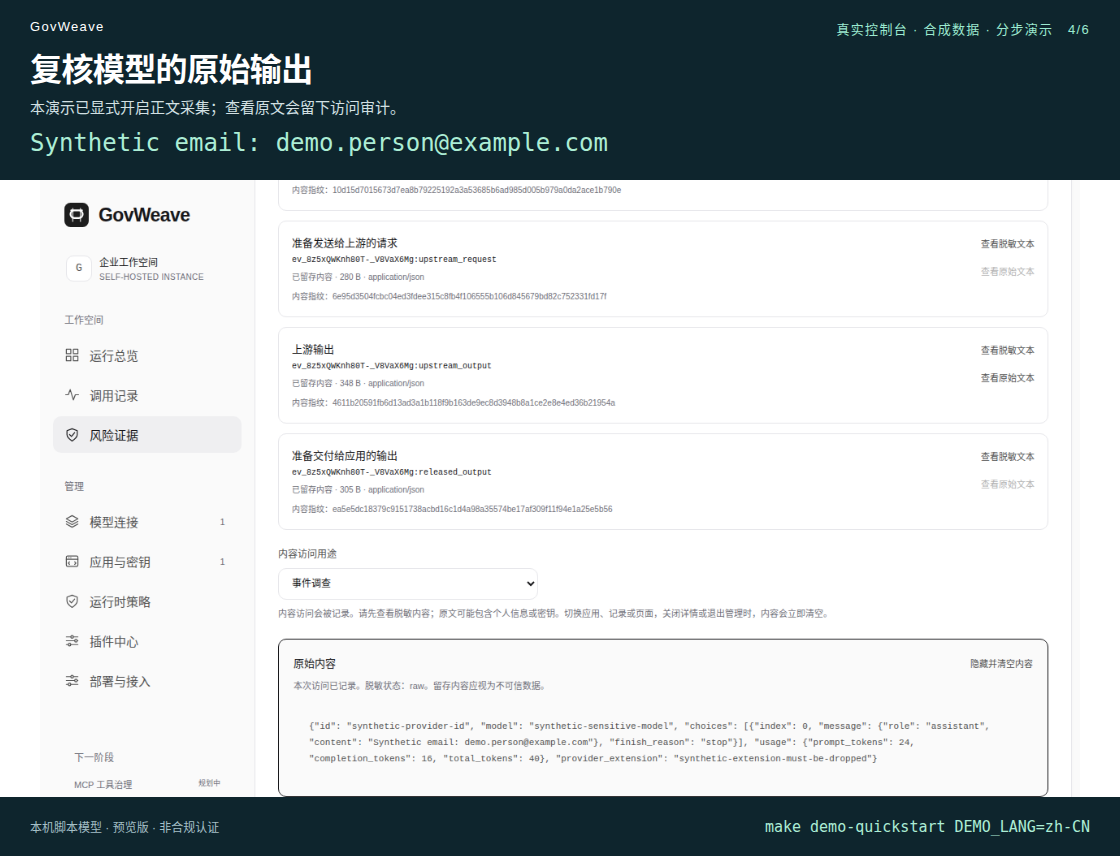 GovWeave
真实控制台 · 合成数据 · 分步演示 4/6
复核模型的原始输出
本演示已显式开启正文采集；查看原文会留下访问审计。
Synthetic email: demo.person@example.com
GovWeave
G
企业工作空间
SELF-HOSTED INSTANCE
工作空间
运行总览
调用记录
风险证据
管理
模型连接 1
应用与密钥 1
运行时策略
插件中心
部署与接入
下一阶段
MCP 工具治理 规划中
内容指纹：10d15d7015673d7ea8b79225192a3a53685b6ad985d005b979a0da2ace1b790e
准备发送给上游的请求
查看脱敏文本
ev_8z5xQWKnh80T-_V8VaX6Mg:upstream_request
查看原始文本
已留存内容 · 280 B · application/json
内容指纹：6e95d3504fcbc04ed3fdee315c8fb4f106555b106d845679bd82c752331fd17f
上游输出
查看脱敏文本
ev_8z5xQWKnh80T-_V8VaX6Mg:upstream_output
查看原始文本
已留存内容 · 348 B · application/json
内容指纹：4611b20591fb6d13ad3a1b118f9b163de9ec8d3948b8a1ce2e8e4ed36b21954a
准备交付给应用的输出
查看脱敏文本
ev_8z5xQWKnh80T-_V8VaX6Mg:released_output
查看原始文本
已留存内容 · 305 B · application/json
内容指纹：ea5e5dc18379c9151738acbd16c1d4a98a35574be17af309f11f94e1a25e5b56
内容访问用途
事件调查
内容访问会被记录。请先查看脱敏内容；原文可能包含个人信息或密钥。切换应用、记录或页面，关闭详情或退出管理时，内容会立即清空。
原始内容
隐藏并清空内容
本次访问已记录。脱敏状态：raw。留存内容应视为不可信数据。
{"id": "synthetic-provider-id", "model": "synthetic-sensitive-model", "choices": [{"index": 0, "message": {"role": "assistant",
"content": "Synthetic email: demo.person@example.com"}, "finish_reason": "stop"}], "usage": {"prompt_tokens": 24,
"completion_tokens": 16, "total_tokens": 40}, "provider_extension": "synthetic-extension-must-be-dropped"}
本机脚本模型 · 预览版 · 非合规认证
make demo-quickstart DEMO_LANG=zh-CN